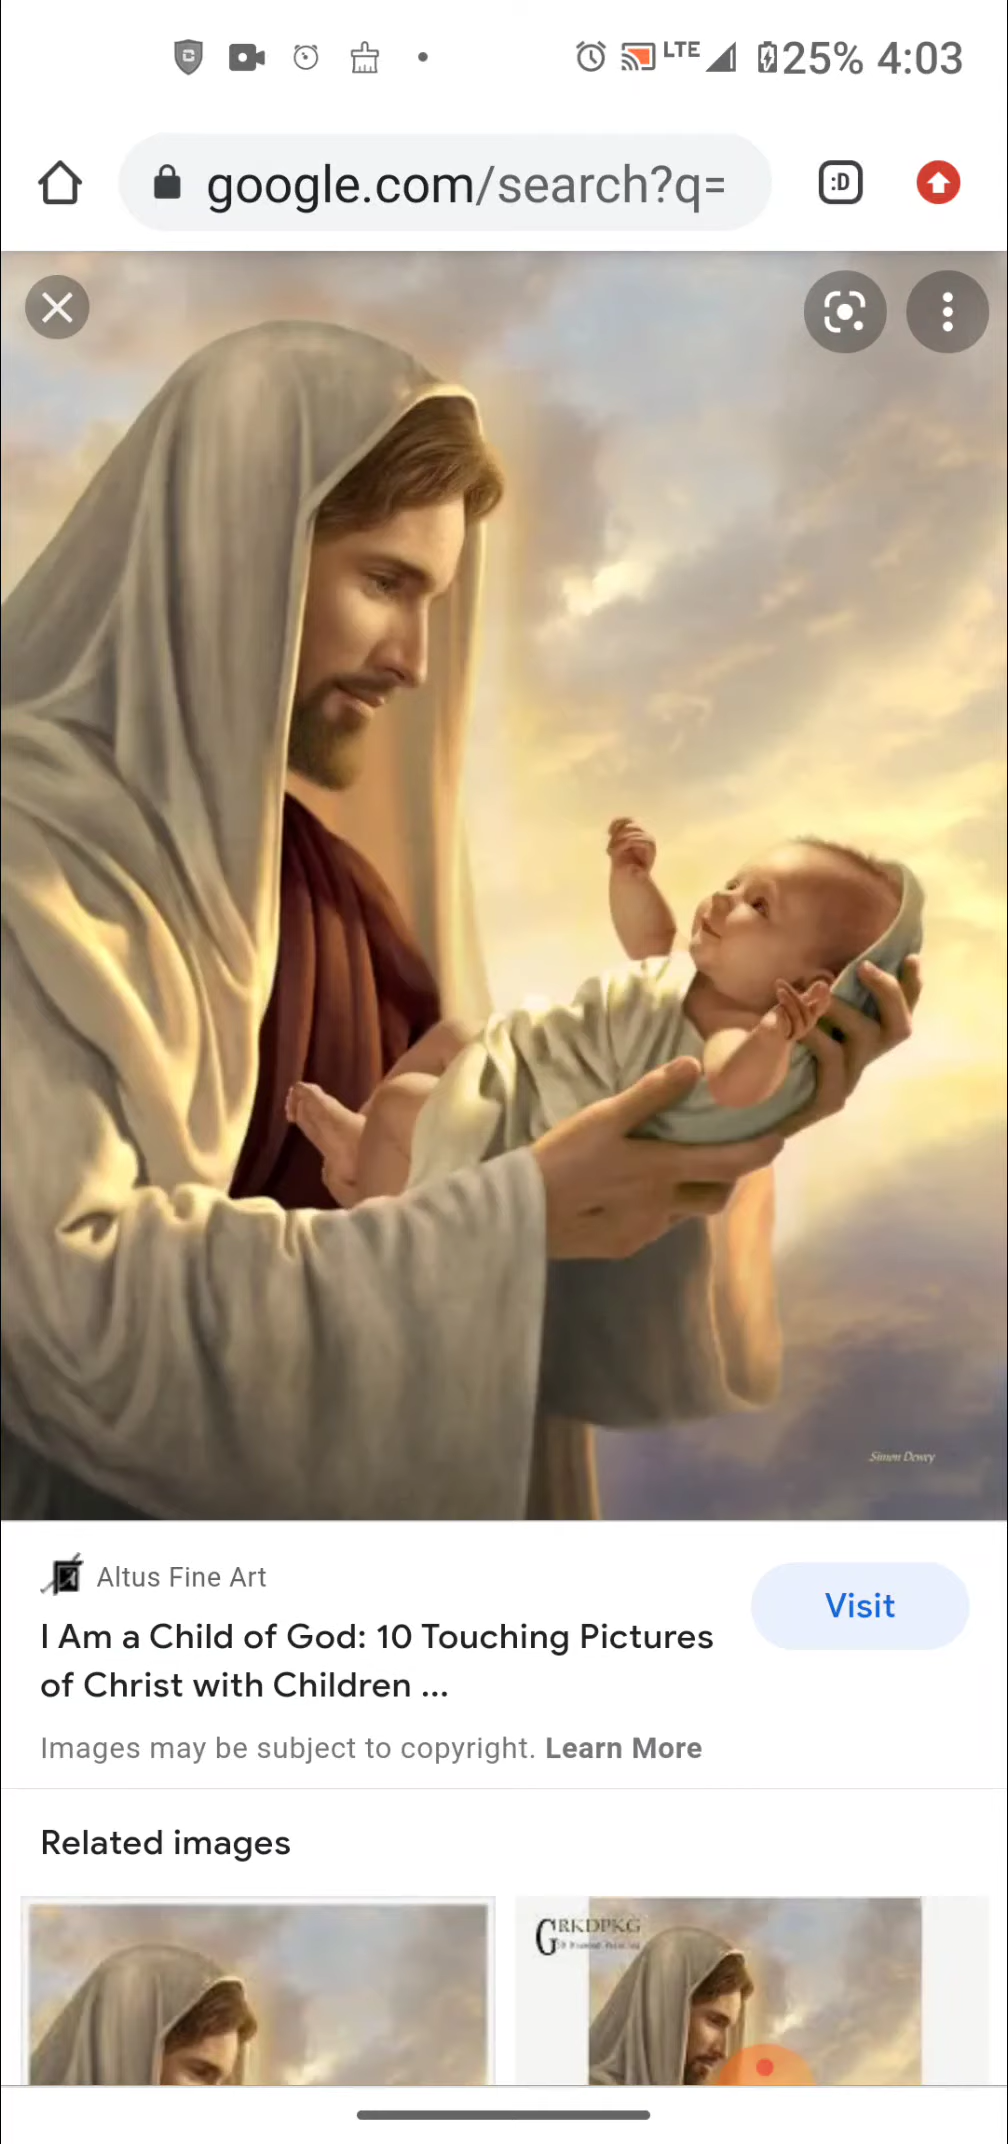 LTE 25% 4:03
google.com/search?q=
:D
Simon Dewey
Altus Fine Art
Visit
I Am a Child of God: 10 Touching Pictures
of Christ with Children ...
Images may be subject to copyright. Learn More
Related images
GRKDPKG